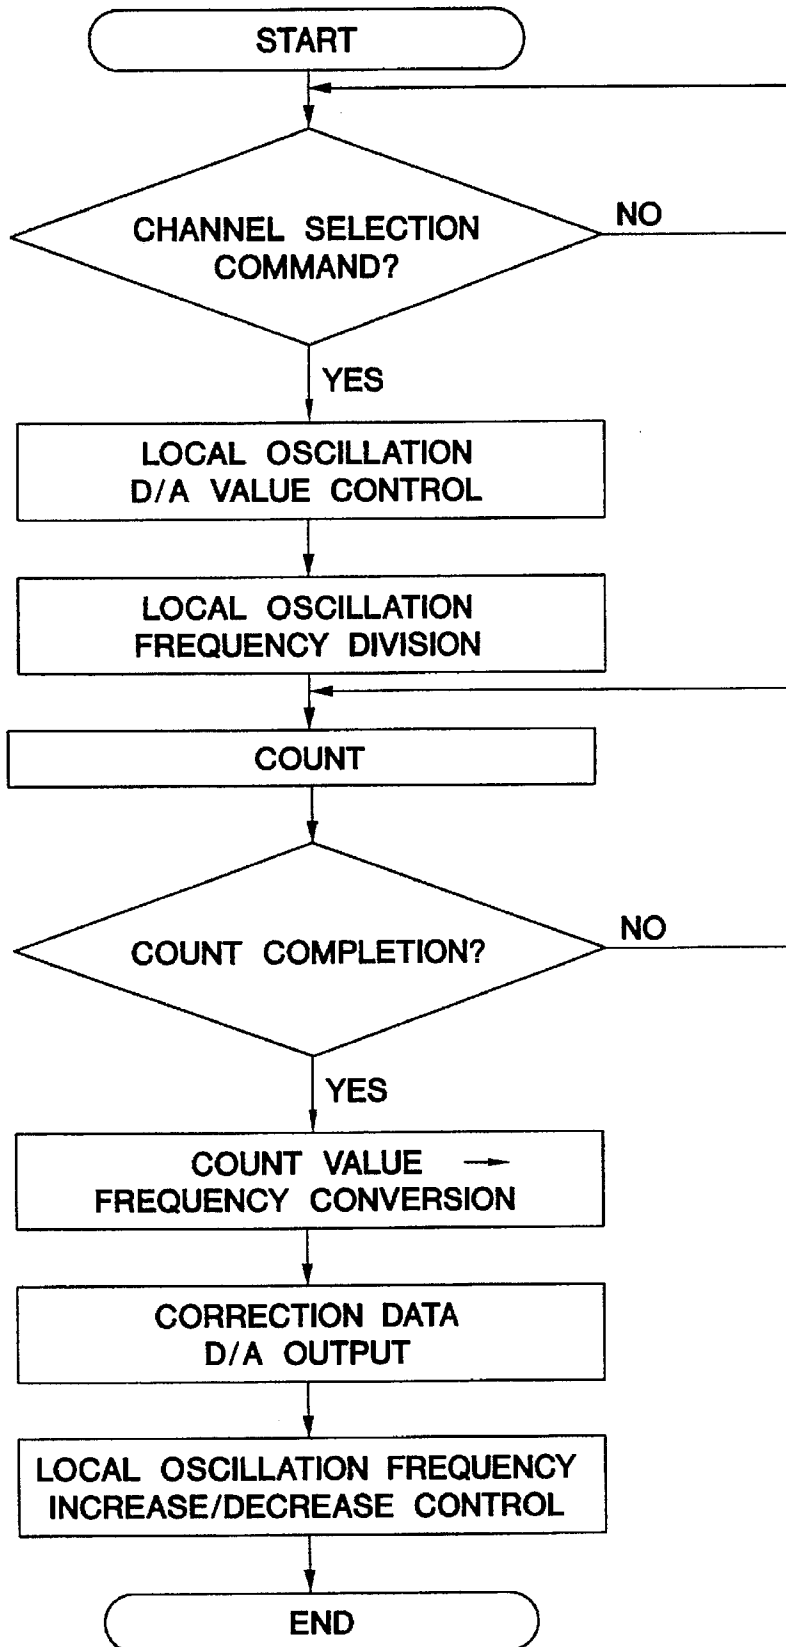 START
CHANNEL SELECTION
COMMAND?
NO
YES
LOCAL OSCILLATION
D/A VALUE CONTROL
LOCAL OSCILLATION
FREQUENCY DIVISION
COUNT
COUNT COMPLETION?
NO
YES
COUNT VALUE →
FREQUENCY CONVERSION
CORRECTION DATA
D/A OUTPUT
LOCAL OSCILLATION FREQUENCY
INCREASE/DECREASE CONTROL
END